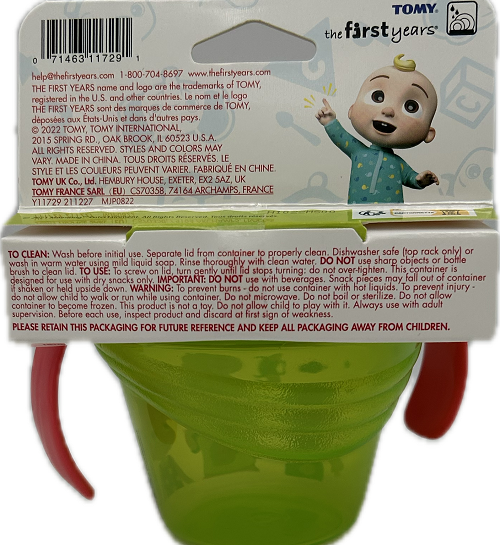 TOMY
the first years®
0 71463 11729 1
help@thefirstyears.com 1-800-704-8697 www.thefirstyears.com
THE FIRST YEARS name and logo are the trademarks of TOMY,
registered in the U.S. and other countries. Le nom et le logo
THE FIRST YEARS sont des marques de commerce de TOMY,
déposées aux États-Unis et dans d'autres pays.
© 2022 TOMY, TOMY INTERNATIONAL,
2015 SPRING RD., OAK BROOK, IL 60523 U.S.A.
ALL RIGHTS RESERVED. STYLES AND COLORS MAY
VARY. MADE IN CHINA. TOUS DROITS RÉSERVÉS. LE
STYLE ET LES COULEURS PEUVENT VARIER. FABRIQUÉ EN CHINE.
TOMY UK Co., Ltd. HEMBURY HOUSE, EXETER, EX2 5AZ, UK
TOMY FRANCE SARL. (EU) CS70358, 74164 ARCHAMPS, FRANCE
Y11729 211227 MJP0822
All Rights Reserved.
TO CLEAN: Wash before initial use. Separate lid from container to properly clean. Dishwasher safe (top rack only) or
wash in warm water using mild liquid soap. Rinse thoroughly with clean water. DO NOT use sharp objects or bottle
brush to clean lid. TO USE: To screw on lid, turn gently until lid stops turning: do not over-tighten. This container is
designed for use with dry snacks only. IMPORTANT: DO NOT use with beverages. Snack pieces may fall out of container
if shaken or held upside down. WARNING: To prevent burns - do not use container with hot liquids. To prevent injury -
do not allow child to walk or run while using container. Do not microwave. Do not boil or sterilize. Do not allow
container to become frozen. This product is not a toy. Do not allow child to play with it. Always use with adult
supervision. Before each use, inspect product and discard at first sign of weakness.
PLEASE RETAIN THIS PACKAGING FOR FUTURE REFERENCE AND KEEP ALL PACKAGING AWAY FROM CHILDREN.